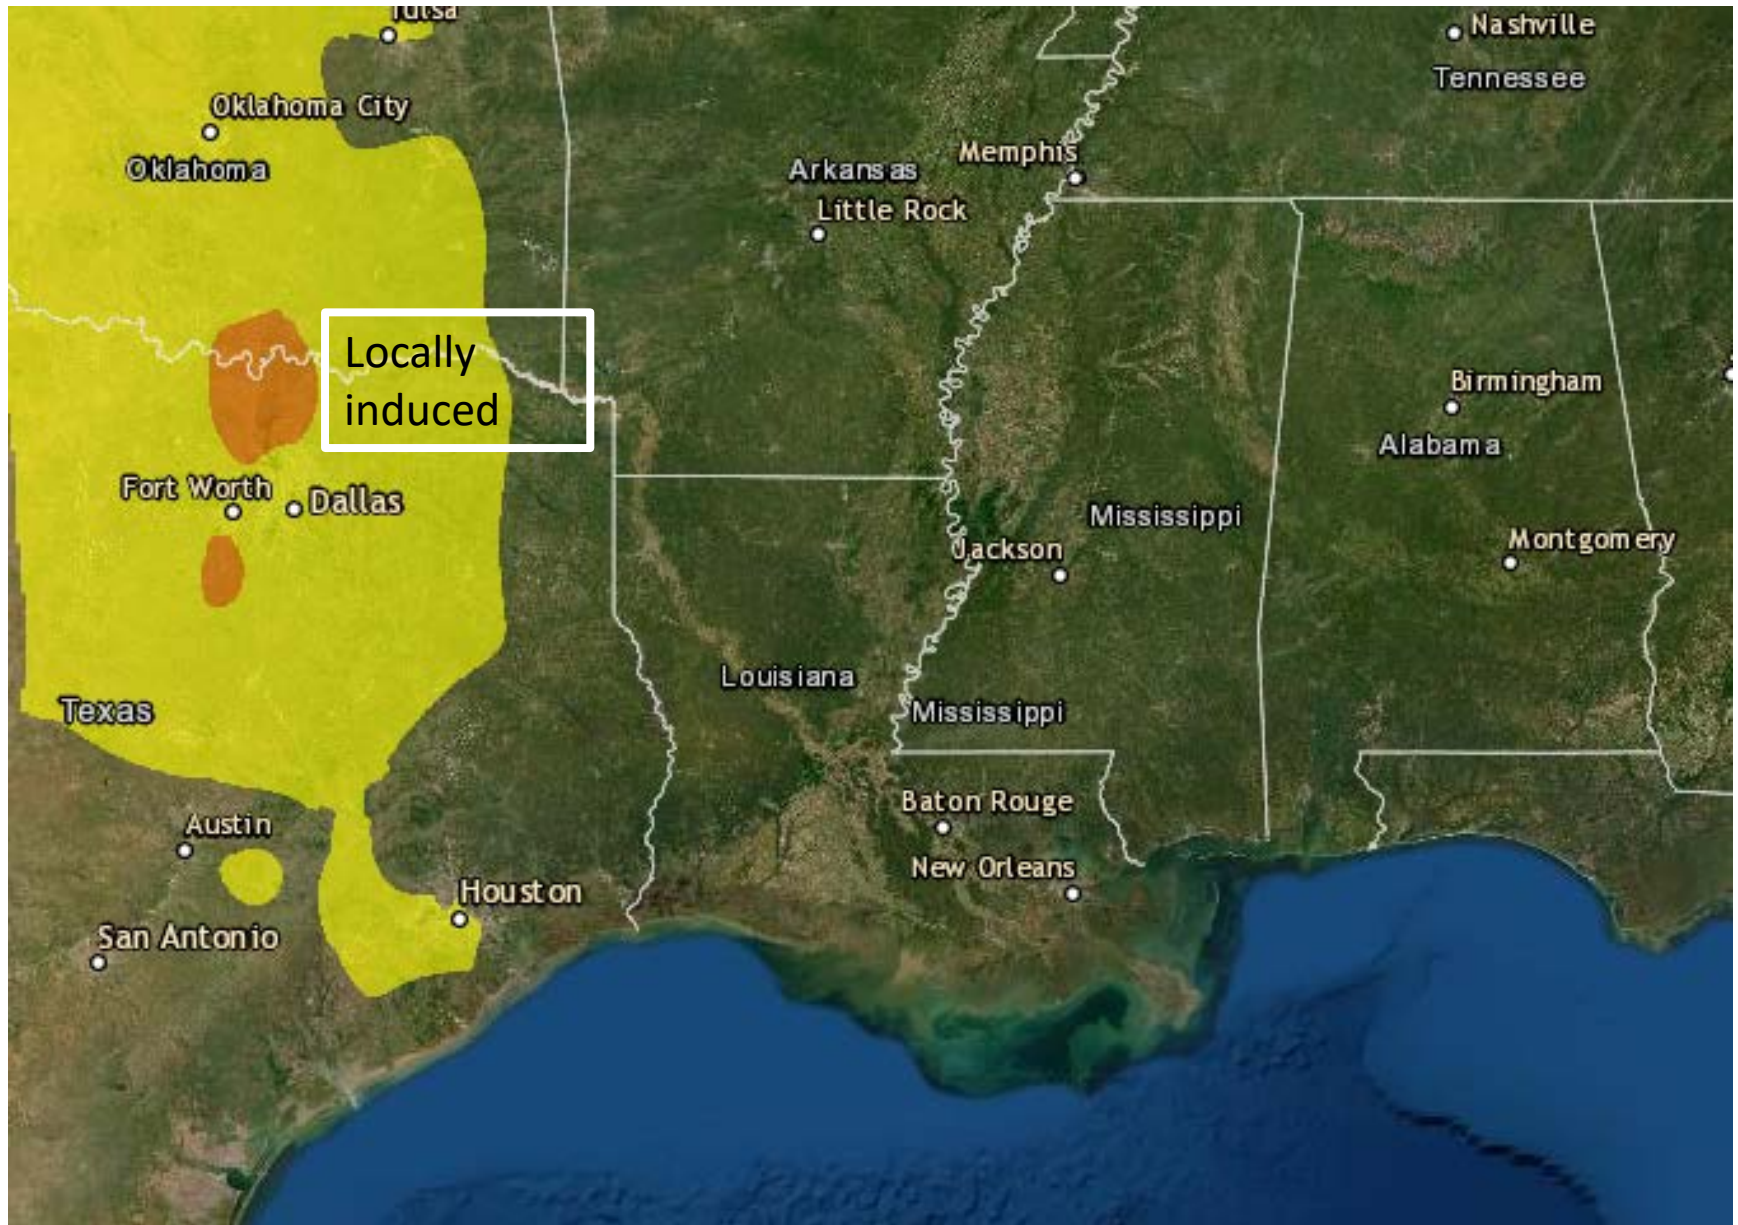 Tulsa
Nashville
Tennessee
Oklahoma City
Oklahoma
Arkansas
Memphis
Little Rock
Locally
induced
Birmingham
Alabama
Fort Worth
Dallas
Mississippi
Jackson
Montgomery
Louisiana
Texas
Mississippi
Baton Rouge
Austin
New Orleans
Houston
San Antonio